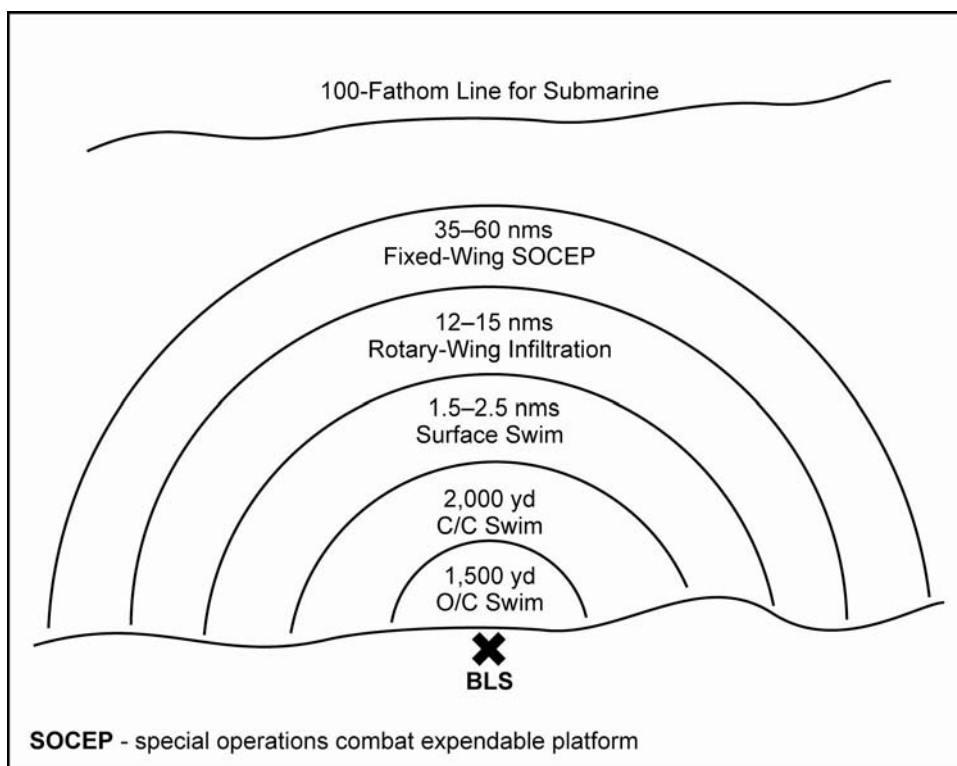 100-Fathom Line for Submarine
35–60 nms
Fixed-Wing SOCEP
12–15 nms
Rotary-Wing Infiltration
1.5–2.5 nms
Surface Swim
2,000 yd
C/C Swim
1,500 yd
O/C Swim
BLS
SOCEP - special operations combat expendable platform